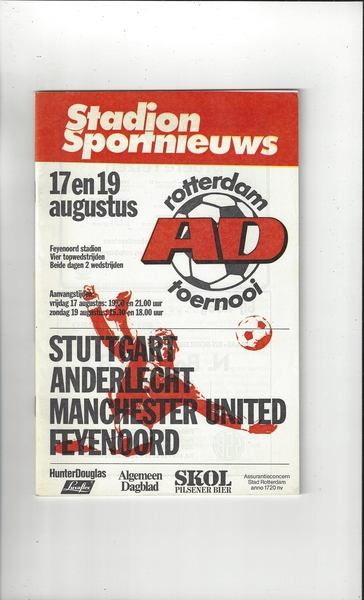 Stadion
Sportnieuws
17 en 19
augustus
rotterdam
AD
toernooi
Feyenoord stadion
Vier topwedstrijden
Beide dagen 2 wedstrijden
Aanvangstijden:
vrijdag 17 augustus: 19.00 en 21.00 uur
zondag 19 augustus: 15.30 en 18.00 uur
STUTTGART
ANDERLECHT
MANCHESTER UNITED
FEYENOORD
HunterDouglas
Luxaflex
Algemeen
Dagblad
SKOL
PILSENER BIER
Assurantieconcern
Stad Rotterdam
anno 1720 nv